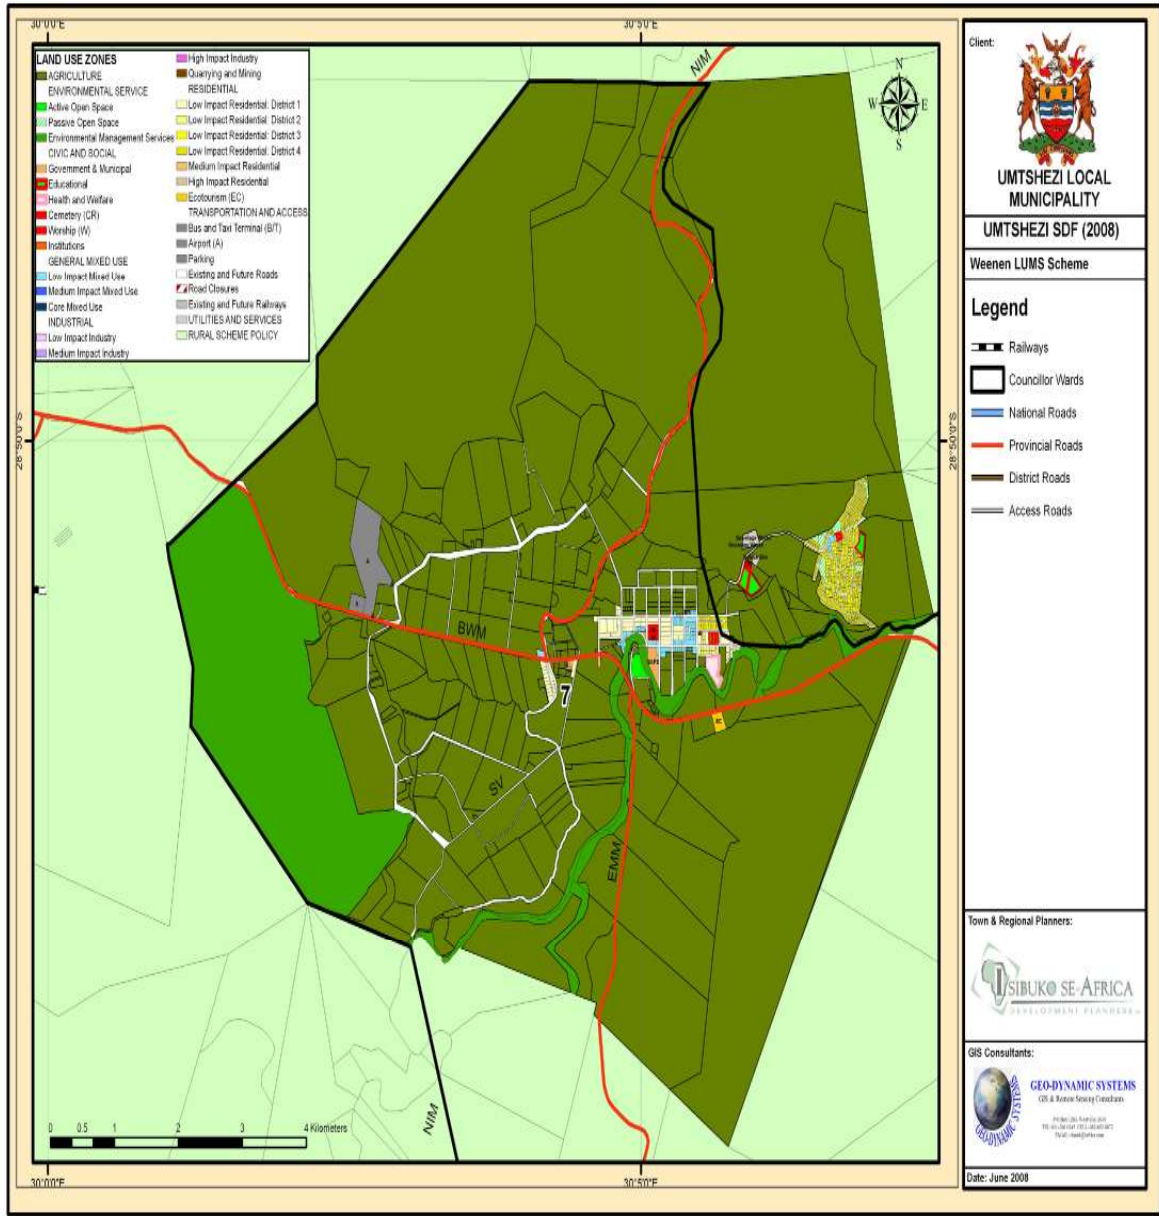 30°0'0"E
30°5'0"E
LAND USE ZONES
AGRICULTURE
ENVIRONMENTAL SERVICE
Active Open Space
Passive Open Space
Environmental Management Services
CIVIC AND SOCIAL
Government & Municipal
Educational
Health and Welfare
Cemetery (CR)
Worship (W)
Institutions
GENERAL MIXED USE
Low Impact Mixed Use
Medium Impact Mixed Use
Core Mixed Use
INDUSTRIAL
Low Impact Industry
Medium Impact Industry
High Impact Industry
Quarrying and Mining
RESIDENTIAL
Low Impact Residential: District 1
Low Impact Residential: District 2
Low Impact Residential: District 3
Low Impact Residential: District 4
Medium Impact Residential
High Impact Residential
Ecotourism (EC)
TRANSPORTATION AND ACCESS
Bus and Taxi Terminal (B/T)
Airport (A)
Parking
Existing and Future Roads
Road Closures
Existing and Future Railways
UTILITIES AND SERVICES
RURAL SCHEME POLICY
NIM
N
W
E
S
28°50'0"S
28°50'0"S
A
BWM
7
SV
EMM
NIM
0 0.5 1 2 3 4 Kilometers
30°0'0"E
30°5'0"E
Client:
UMTSHEZI LOCAL
MUNICIPALITY
UMTSHEZI SDF (2008)
Weenen LUMS Scheme
Legend
Railways
Councillor Wards
National Roads
Provincial Roads
District Roads
Access Roads
Town & Regional Planners:
ISIBUKO SE-AFRICA
DEVELOPMENT PLANNERS
GIS Consultants:
GEO-DYNAMIC SYSTEMS
GEO-DYNAMIC SYSTEMS
GIS & Remote Sensing Consultants
Date: June 2008